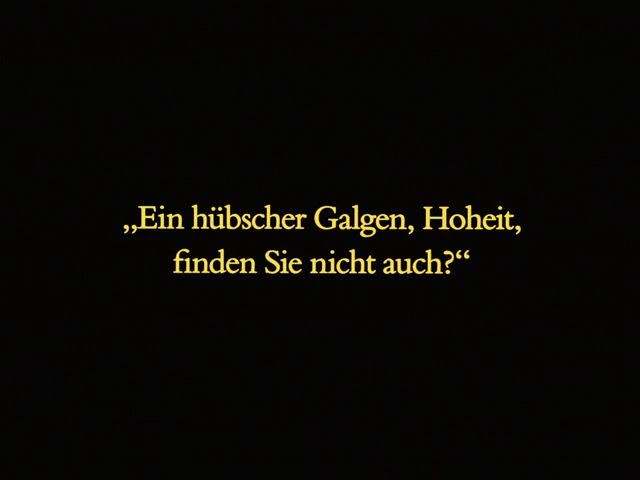 „Ein hübscher Galgen, Hoheit,
finden Sie nicht auch?“